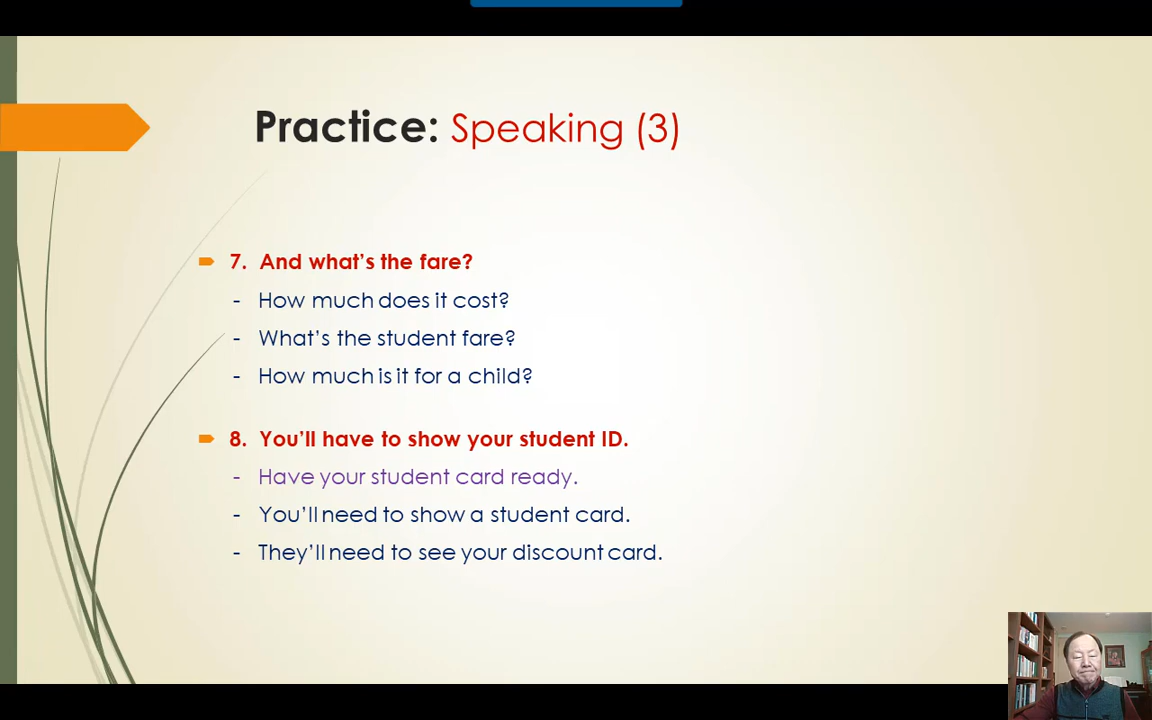 Practice: Speaking (3)
7. And what's the fare?
- How much does it cost?
- What's the student fare?
- How much is it for a child?
8. You'll have to show your student ID.
- Have your student card ready.
- You'll need to show a student card.
- They'll need to see your discount card.